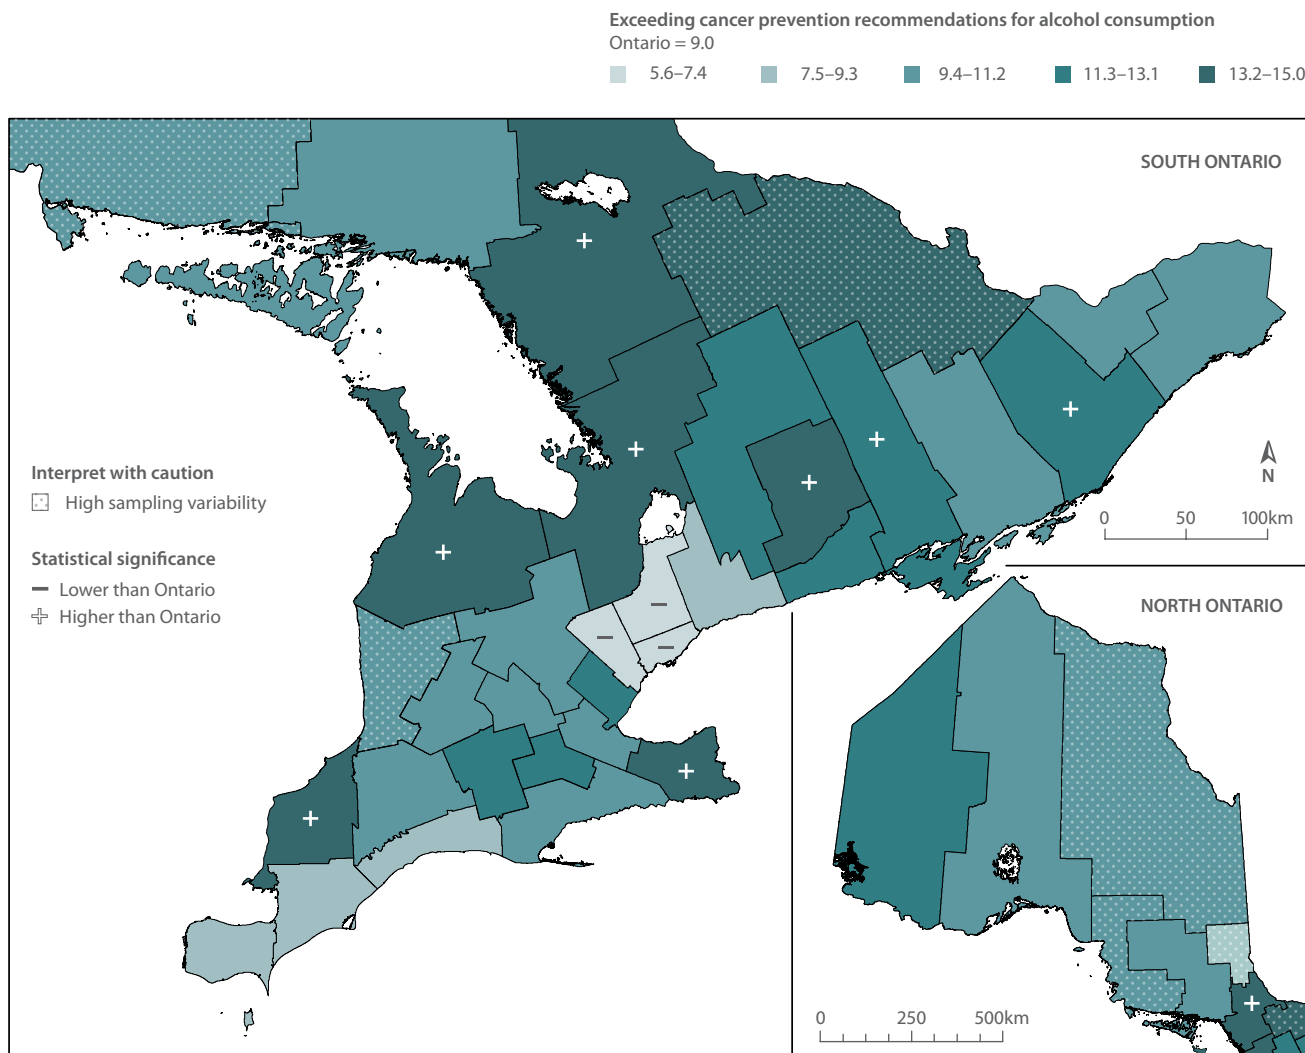 Exceeding cancer prevention recommendations for alcohol consumption
Ontario = 9.0
5.6–7.4 7.5–9.3 9.4–11.2 11.3–13.1 13.2–15.0
SOUTH ONTARIO
Interpret with caution
High sampling variability
Statistical significance
Lower than Ontario
Higher than Ontario
N
0 50 100km
NORTH ONTARIO
0 250 500km